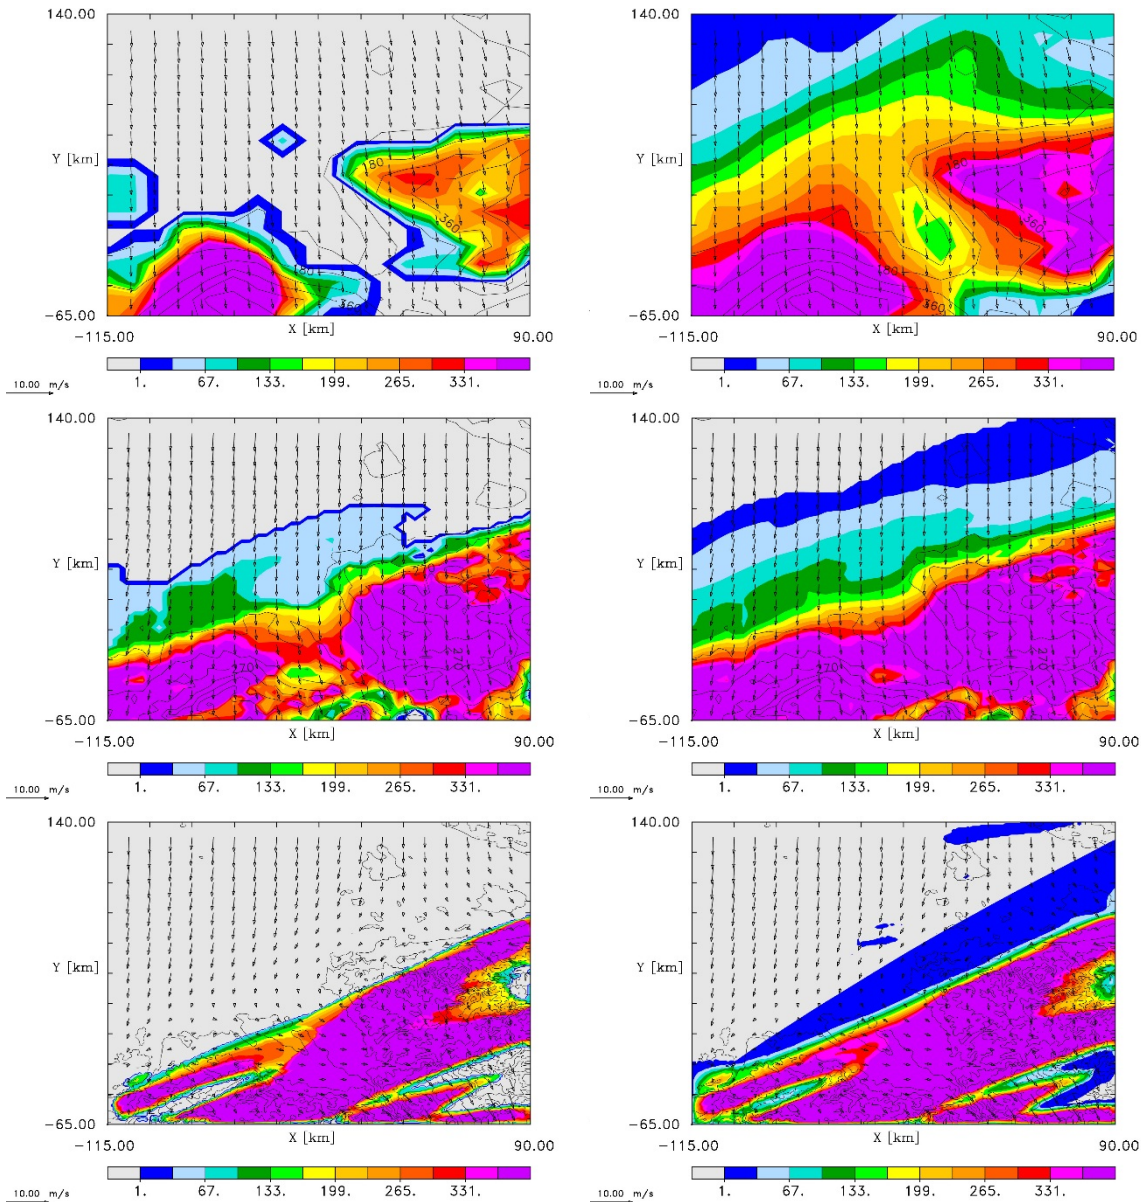 140.00 140.00
Y [km] Y [km]
180 180
360 360
180 180
360 360
-65.00 -65.00
X [km] X [km]
-115.00 90.00 -115.00 90.00
1. 67. 133. 199. 265. 331. 1. 67. 133. 199. 265. 331.
10.00 m/s 10.00 m/s
140.00 140.00
Y [km] Y [km]
270 270
270 270
-65.00 -65.00
X [km] X [km]
-115.00 90.00 -115.00 90.00
1. 67. 133. 199. 265. 331. 1. 67. 133. 199. 265. 331.
10.00 m/s 10.00 m/s
140.00 140.00
Y [km] Y [km]
-65.00 -65.00
X [km] X [km]
-115.00 90.00 -115.00 90.00
1. 67. 133. 199. 265. 331. 1. 67. 133. 199. 265. 331.
10.00 m/s 10.00 m/s